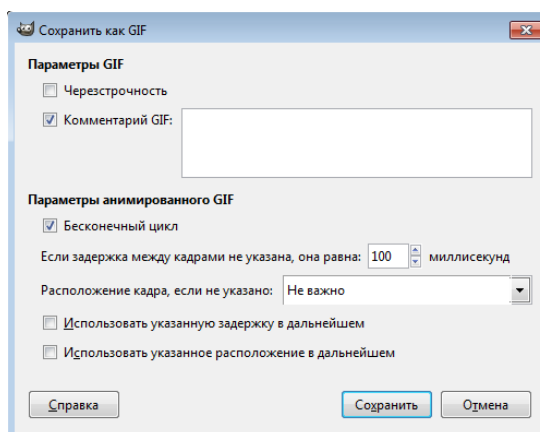 Сохранить как GIF
Параметры GIF
Черезстрочность
Комментарий GIF:
Параметры анимированного GIF
Бесконечный цикл
Если задержка между кадрами не указана, она равна: 100 миллисекунд
Расположение кадра, если не указано: Не важно
Использовать указанную задержку в дальнейшем
Использовать указанное расположение в дальнейшем
Справка Сохранить Отмена